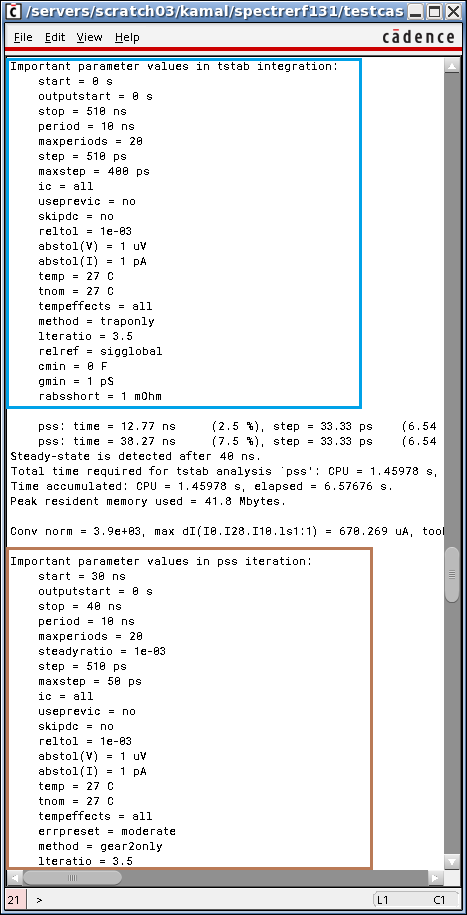 /servers/scratch03/kamal/spectrerf131/testcas
File Edit View Help
cādence
Important parameter values in tstab integration:
start = 0 s
outputstart = 0 s
stop = 510 ns
period = 10 ns
maxperiods = 20
step = 510 ps
maxstep = 400 ps
ic = all
useprevic = no
skipdc = no
reltol = 1e-03
abstol(V) = 1 uV
abstol(I) = 1 pA
temp = 27 C
tnom = 27 C
tempeffects = all
method = traponly
lteratio = 3.5
relref = sigglobal
cmin = 0 F
gmin = 1 pS
rabsshort = 1 mOhm
pss: time = 12.77 ns (2.5 %), step = 33.33 ps (6.54
pss: time = 38.27 ns (7.5 %), step = 33.33 ps (6.54
Steady-state is detected after 40 ns.
Total time required for tstab analysis `pss': CPU = 1.45978 s,
Time accumulated: CPU = 1.45978 s, elapsed = 6.57676 s.
Peak resident memory used = 41.8 Mbytes.
Conv norm = 3.9e+03, max dI(I0.I28.I10.ls1:1) = 670.269 uA, took
Important parameter values in pss iteration:
start = 30 ns
outputstart = 0 s
stop = 40 ns
period = 10 ns
maxperiods = 20
steadyratio = 1e-03
step = 510 ps
maxstep = 50 ps
ic = all
useprevic = no
skipdc = no
reltol = 1e-03
abstol(V) = 1 uV
abstol(I) = 1 pA
temp = 27 C
tnom = 27 C
tempeffects = all
errpreset = moderate
method = gear2only
lteratio = 3.5
21 > L1 C1